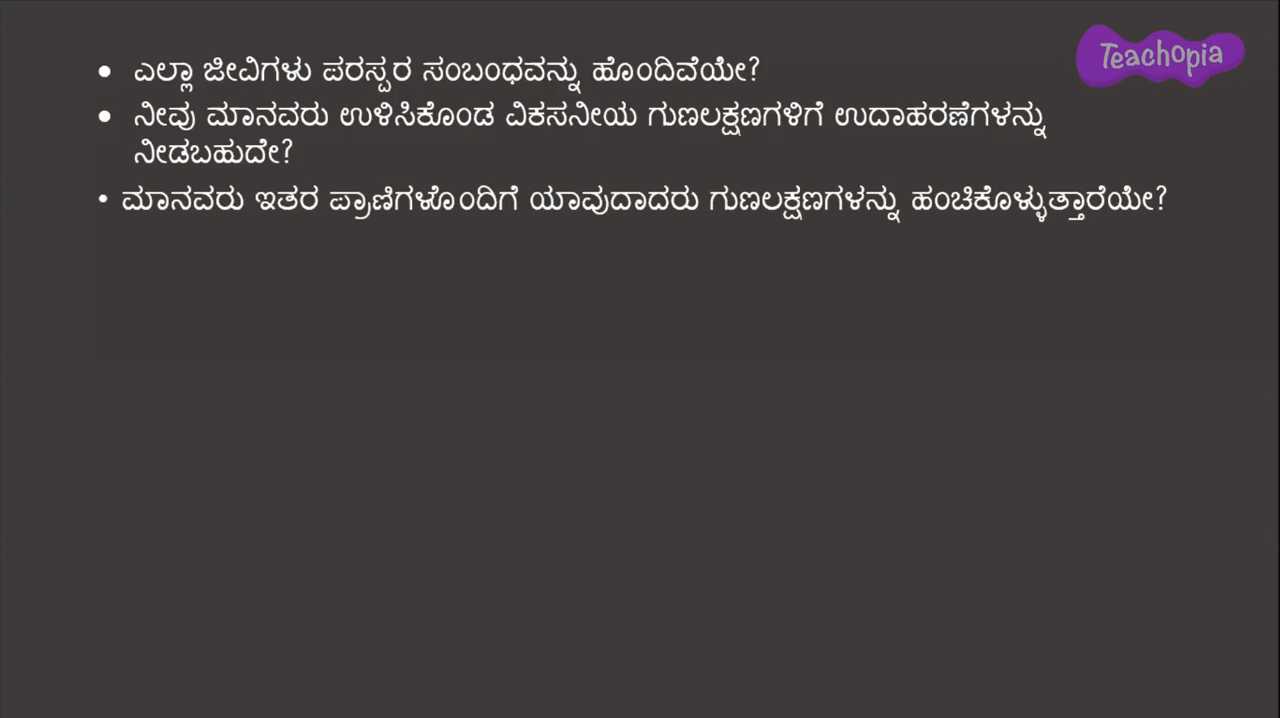 Teachopia
• ಎಲ್ಲಾ ಜೀವಿಗಳು ಪರಸ್ಪರ ಸಂಬಂಧವನ್ನು ಹೊಂದಿವೆಯೇ?
• ನೀವು ಮಾನವರು ಉಳಿಸಿಕೊಂಡ ವಿಕಸನೀಯ ಗುಣಲಕ್ಷಣಗಳಿಗೆ ಉದಾಹರಣೆಗಳನ್ನು
ನೀಡಬಹುದೇ?
• ಮಾನವರು ಇತರ ಪ್ರಾಣಿಗಳೊಂದಿಗೆ ಯಾವುದಾದರು ಗುಣಲಕ್ಷಣಗಳನ್ನು ಹಂಚಿಕೊಳ್ಳುತ್ತಾರೆಯೇ?